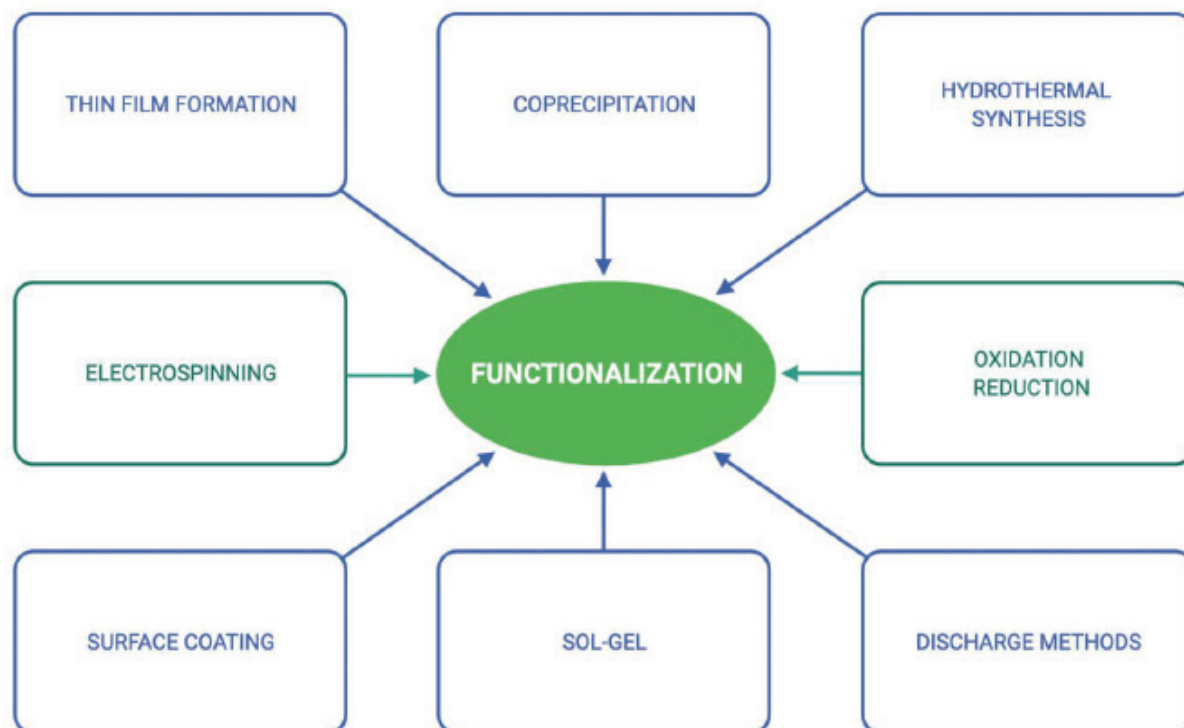 THIN FILM FORMATION
COPRECIPITATION
HYDROTHERMAL
SYNTHESIS
ELECTROSPINNING
FUNCTIONALIZATION
OXIDATION
REDUCTION
SURFACE COATING
SOL-GEL
DISCHARGE METHODS